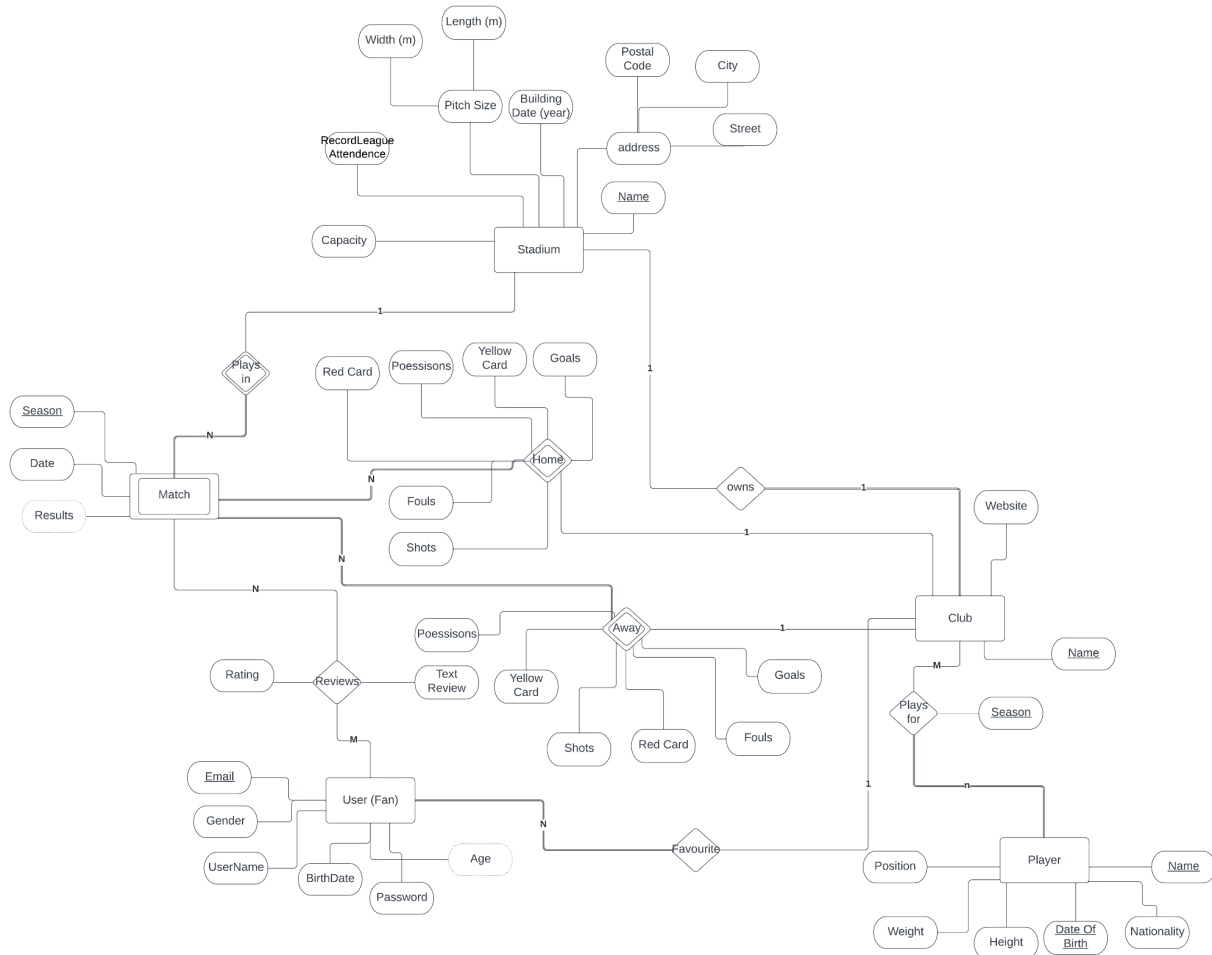 Length (m)
Width (m)
Postal
Code
City
Pitch Size
Building
Date (year)
Street
RecordLeague
Attendence
address
Name
Capacity
Stadium
1
Plays
in
Red Card
Poessisons
Yellow
Card
Goals
1
Season
N
Date
Match
Home
N
Results
Fouls
owns
1
Website
Shots
1
N
N
Club
Poessisons
Away
1
Name
M
Rating
Reviews
Text
Review
Yellow
Card
Goals
Plays
for
Season
Shots
Red Card
Fouls
M
Email
User (Fan)
1
n
Gender
N
UserName
BirthDate
Age
Favourite
Password
Position
Player
Name
Weight
Height
Date Of
Birth
Nationality